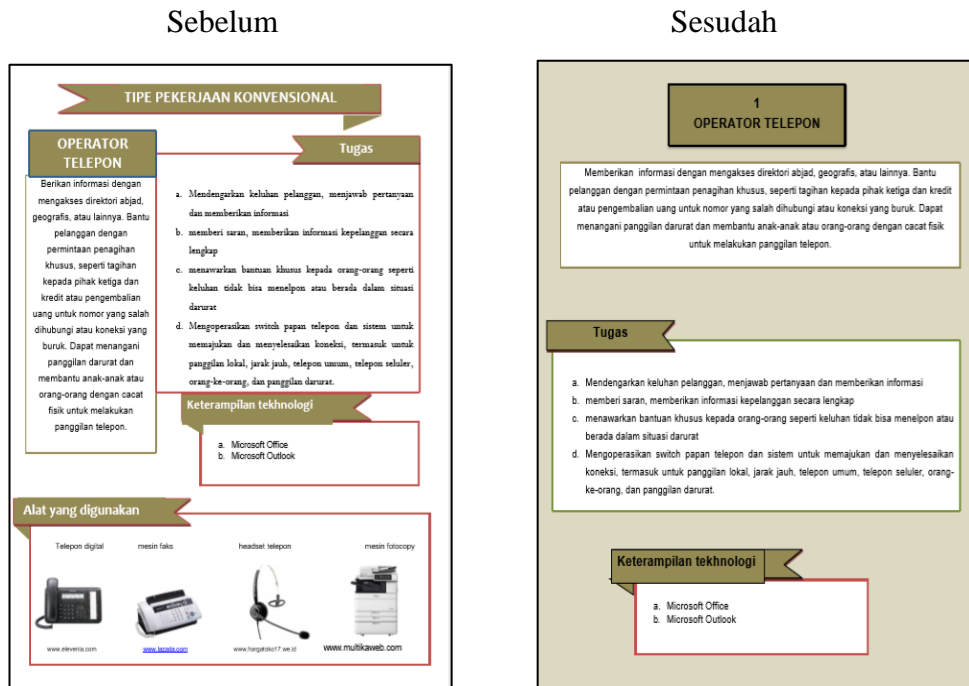 Sebelum
Sesudah
TIPE PEKERJAAN KONVENSIONAL
OPERATOR
TELEPON
Berikan informasi dengan
mengakses direktori abjad,
geografis, atau lainnya. Bantu
pelanggan dengan
permintaan penagihan
khusus, seperti tagihan
kepada pihak ketiga dan
kredit atau pengembalian
uang untuk nomor yang salah
dihubungi atau koneksi yang
buruk. Dapat menangani
panggilan darurat dan
membantu anak-anak atau
orang-orang dengan cacat
fisik untuk melakukan
panggilan telepon.
Tugas
a. Mendengarkan keluhan pelanggan, menjawab pertanyaan
dan memberikan informasi
b. memberi saran, memberikan informasi kepelanggan secara
lengkap
c. menawarkan bantuan khusus kepada orang-orang seperti
keluhan tidak bisa menelpon atau berada dalam situasi
darurat
d. Mengoperasikan switch papan telepon dan sistem untuk
memajukan dan menyelesaikan koneksi, termasuk untuk
panggilan lokal, jarak jauh, telepon umum, telepon seluler,
orang-ke-orang, dan panggilan darurat.
Keterampilan tekhnologi
a. Microsoft Office
b. Microsoft Outlook
Alat yang digunakan
Telepon digital
mesin faks
headset telepon
mesin fotocopy
www.elevenia.com
www.lazada.com
www.hargatoko17.we.id
www.multikaweb.com
1
OPERATOR TELEPON
Memberikan informasi dengan mengakses direktori abjad, geografis, atau lainnya. Bantu
pelanggan dengan permintaan penagihan khusus, seperti tagihan kepada pihak ketiga dan kredit
atau pengembalian uang untuk nomor yang salah dihubungi atau koneksi yang buruk. Dapat
menangani panggilan darurat dan membantu anak-anak atau orang-orang dengan cacat fisik
untuk melakukan panggilan telepon.
Tugas
a. Mendengarkan keluhan pelanggan, menjawab pertanyaan dan memberikan informasi
b. memberi saran, memberikan informasi kepelanggan secara lengkap
c. menawarkan bantuan khusus kepada orang-orang seperti keluhan tidak bisa menelpon atau
berada dalam situasi darurat
d. Mengoperasikan switch papan telepon dan sistem untuk memajukan dan menyelesaikan
koneksi, termasuk untuk panggilan lokal, jarak jauh, telepon umum, telepon seluler, orang-
ke-orang, dan panggilan darurat.
Keterampilan tekhnologi
a. Microsoft Office
b. Microsoft Outlook